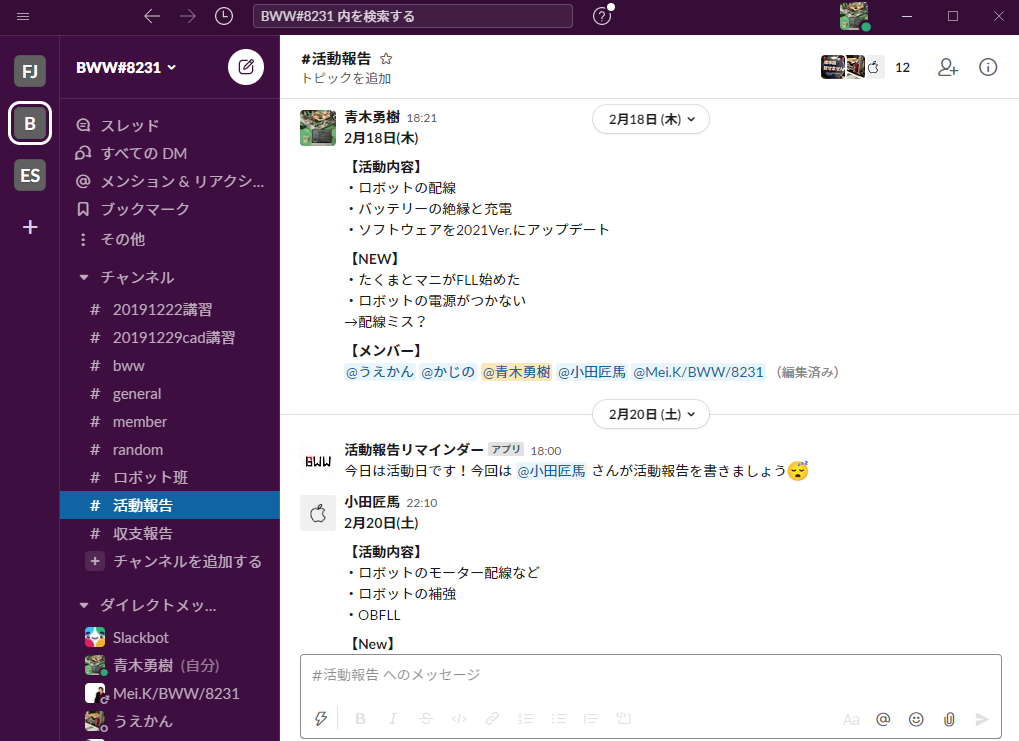 BWW#8231 内を検索する
FJ
B
ES
BWW#8231
スレッド
すべての DM
メンション & リアクシ...
ブックマーク
その他
チャンネル
# 20191222講習
# 20191229cad講習
# bww
# general
# member
# random
# ロボット班
# 活動報告
# 収支報告
+ チャンネルを追加する
ダイレクトメッ...
Slackbot
青木勇樹 (自分)
Mei.K/BWW/8231
うえかん
#活動報告
トピックを追加
12
2月18日 (木)
青木勇樹 18:21
2月18日(木)
【活動内容】
・ロボットの配線
・バッテリーの絶縁と充電
・ソフトウェアを2021Ver.にアップデート
【NEW】
・たくまとマニがFLL始めた
・ロボットの電源がつかない
→配線ミス？
【メンバー】
@うえかん @かじの @青木勇樹 @小田匠馬 @Mei.K/BWW/8231 （編集済み）
2月20日 (土)
BWW
活動報告リマインダー アプリ 18:00
今日は活動日です！今回は @小田匠馬 さんが活動報告を書きましょう😴
小田匠馬 22:10
2月20日(土)
【活動内容】
・ロボットのモーター配線など
・ロボットの補強
・OBFLL
【New】
#活動報告 へのメッセージ
B I S </> Aa @